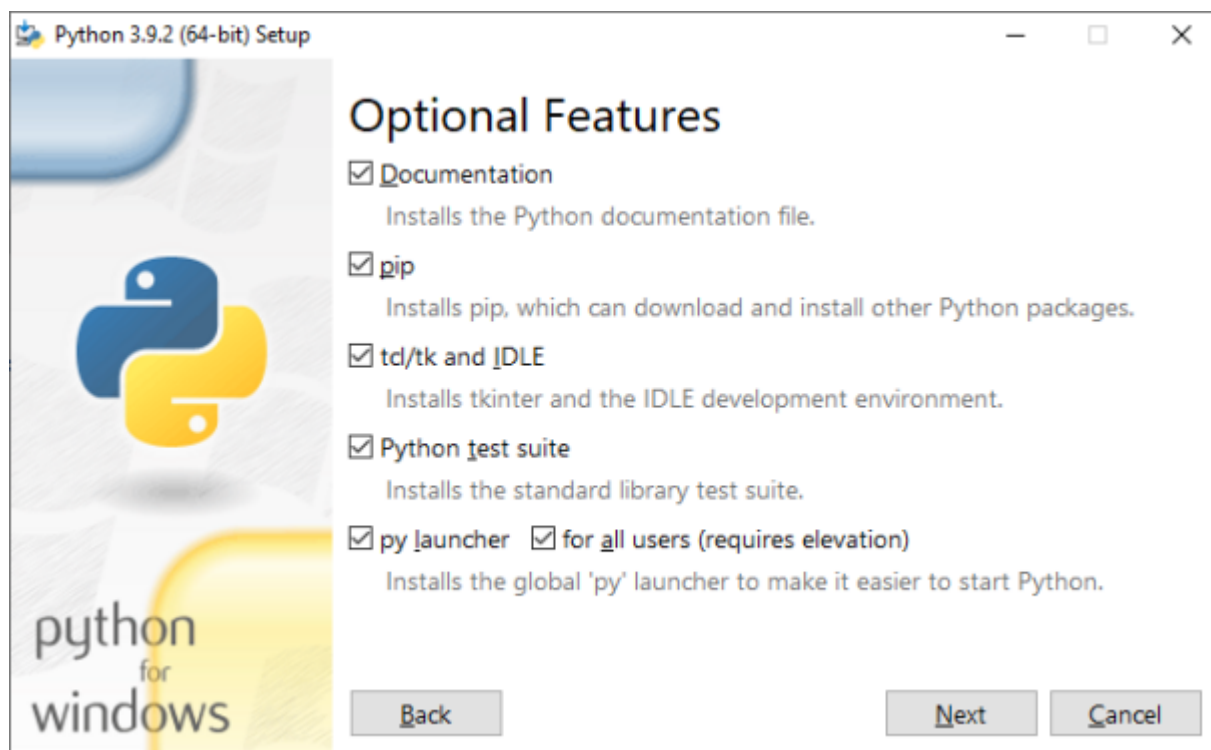 Python 3.9.2 (64-bit) Setup
Optional Features
Documentation
Installs the Python documentation file.
pip
Installs pip, which can download and install other Python packages.
tcl/tk and IDLE
Installs tkinter and the IDLE development environment.
Python test suite
Installs the standard library test suite.
py launcher for all users (requires elevation)
Installs the global 'py' launcher to make it easier to start Python.
python
for
windows
Back Next Cancel